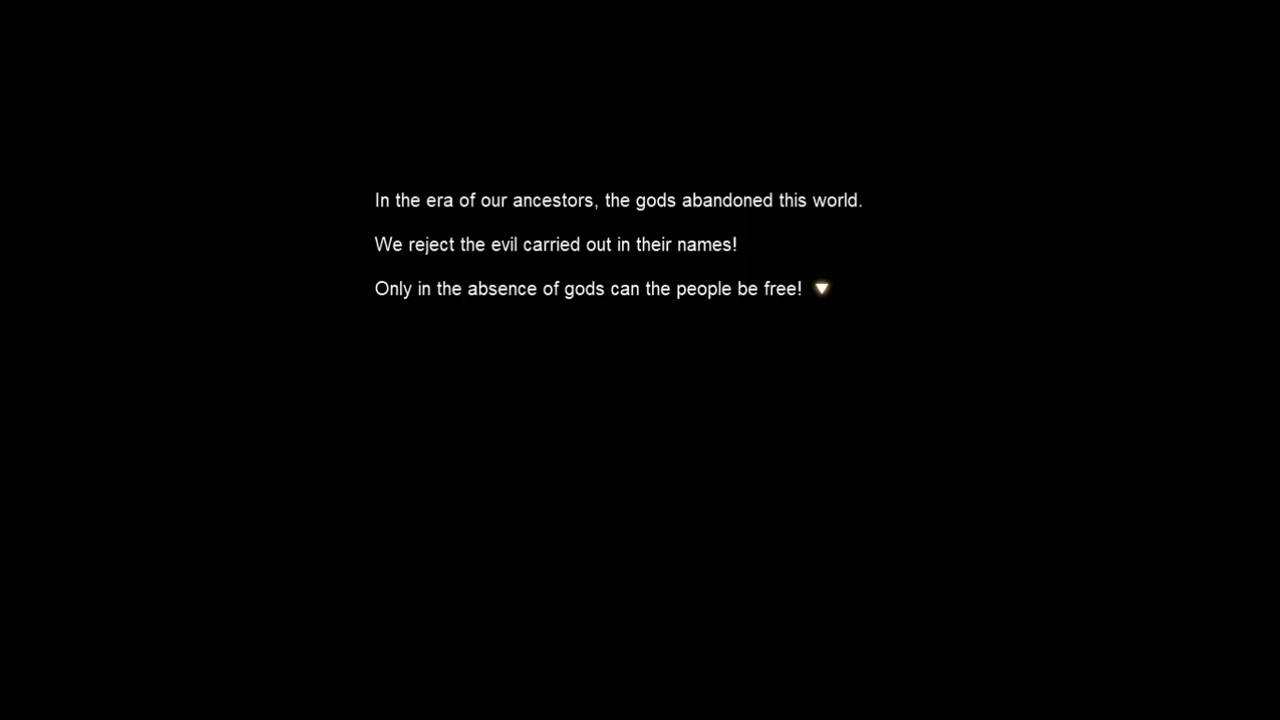 In the era of our ancestors, the gods abandoned this world.
We reject the evil carried out in their names!
Only in the absence of gods can the people be free!